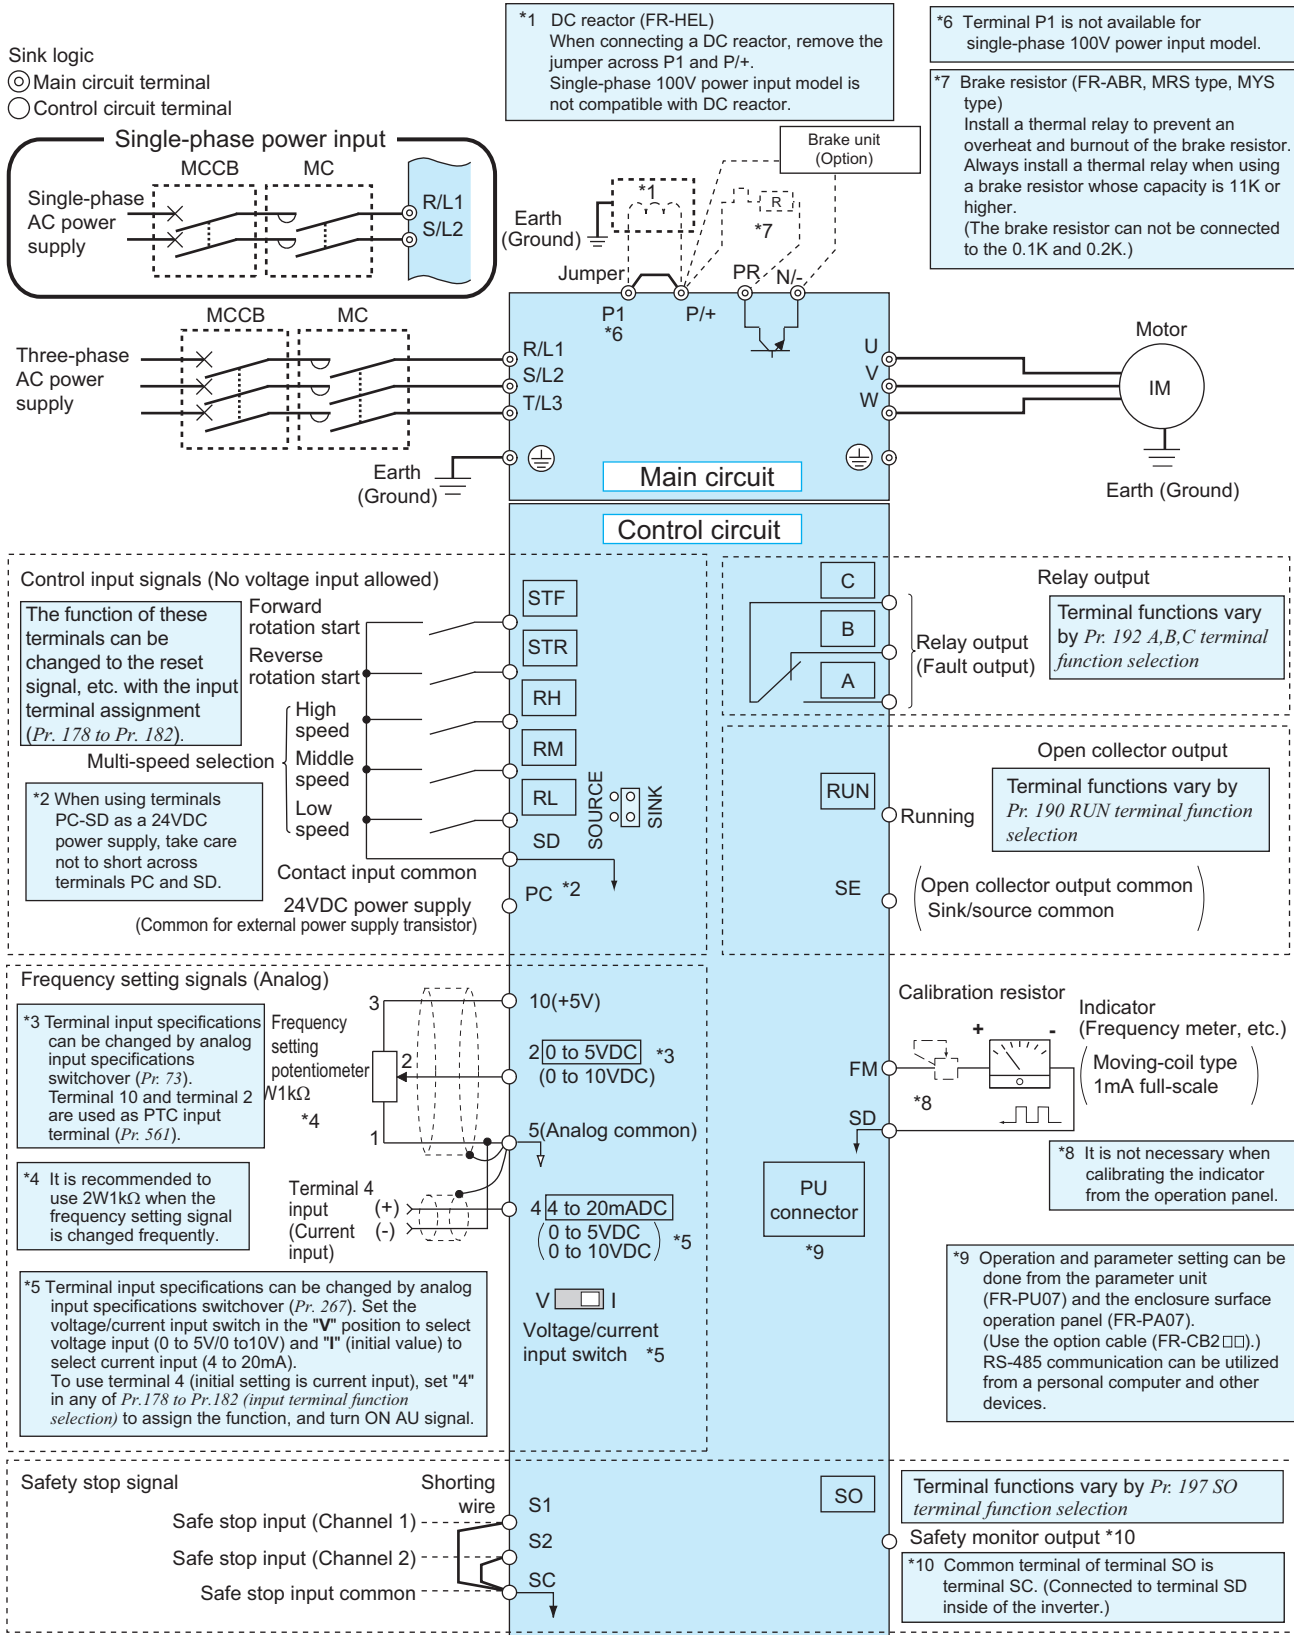 *1 DC reactor (FR-HEL)
When connecting a DC reactor, remove the
jumper across P1 and P/+.
Single-phase 100V power input model is
not compatible with DC reactor.
*6 Terminal P1 is not available for
single-phase 100V power input model.
Sink logic
Main circuit terminal
Control circuit terminal
*7 Brake resistor (FR-ABR, MRS type, MYS
type)
Install a thermal relay to prevent an
overheat and burnout of the brake resistor.
Always install a thermal relay when using
a brake resistor whose capacity is 11K or
higher.
(The brake resistor can not be connected
to the 0.1K and 0.2K.)
Single-phase power input
MCCB MC
Single-phase
AC power
supply
R/L1
S/L2
Brake unit
(Option)
*1
R
*7
Earth
(Ground)
Jumper
PR N/-
P1 P/+
*6
MCCB MC
Three-phase
AC power
supply
R/L1
S/L2
T/L3
U
V
W
Motor
IM
Earth
(Ground)
Main circuit
Earth (Ground)
Control circuit
Control input signals (No voltage input allowed)
The function of these
terminals can be
changed to the reset
signal, etc. with the input
terminal assignment
(Pr. 178 to Pr. 182).
Forward
rotation start
Reverse
rotation start
High
speed
Multi-speed selection
Middle
speed
Low
speed
STF
STR
RH
RM
RL
SOURCE
SINK
SD
*2 When using terminals
PC-SD as a 24VDC
power supply, take care
not to short across
terminals PC and SD.
Contact input common
PC *2
24VDC power supply
(Common for external power supply transistor)
C
B
A
Relay output
Relay output
(Fault output)
Terminal functions vary
by Pr. 192 A,B,C terminal
function selection
Open collector output
RUN
Running
Terminal functions vary by
Pr. 190 RUN terminal function
selection
SE
Open collector output common
Sink/source common
Frequency setting signals (Analog)
*3 Terminal input specifications
can be changed by analog
input specifications
switchover (Pr. 73).
Terminal 10 and terminal 2
are used as PTC input
terminal (Pr. 561).
Frequency
setting
potentiometer
W1kΩ
*4
3
2
1
10(+5V)
2 0 to 5VDC *3
(0 to 10VDC)
5(Analog common)
*4 It is recommended to
use 2W1kΩ when the
frequency setting signal
is changed frequently.
Terminal 4
input
(Current
input)
(+)
(-)
4 4 to 20mADC
0 to 5VDC
0 to 10VDC
*5
V I
Voltage/current
input switch *5
*5 Terminal input specifications can be changed by analog
input specifications switchover (Pr. 267). Set the
voltage/current input switch in the "V" position to select
voltage input (0 to 5V/0 to10V) and "I" (initial value) to
select current input (4 to 20mA).
To use terminal 4 (initial setting is current input), set "4"
in any of Pr.178 to Pr.182 (input terminal function
selection) to assign the function, and turn ON AU signal.
Calibration resistor
+ -
Indicator
(Frequency meter, etc.)
Moving-coil type
1mA full-scale
FM
*8
SD
*8 It is not necessary when
calibrating the indicator
from the operation panel.
PU
connector
*9
*9 Operation and parameter setting can be
done from the parameter unit
(FR-PU07) and the enclosure surface
operation panel (FR-PA07).
(Use the option cable (FR-CB2□□).)
RS-485 communication can be utilized
from a personal computer and other
devices.
Safety stop signal
Shorting
wire
Safe stop input (Channel 1)
Safe stop input (Channel 2)
Safe stop input common
S1
S2
SC
SO
Terminal functions vary by Pr. 197 SO
terminal function selection
Safety monitor output *10
*10 Common terminal of terminal SO is
terminal SC. (Connected to terminal SD
inside of the inverter.)